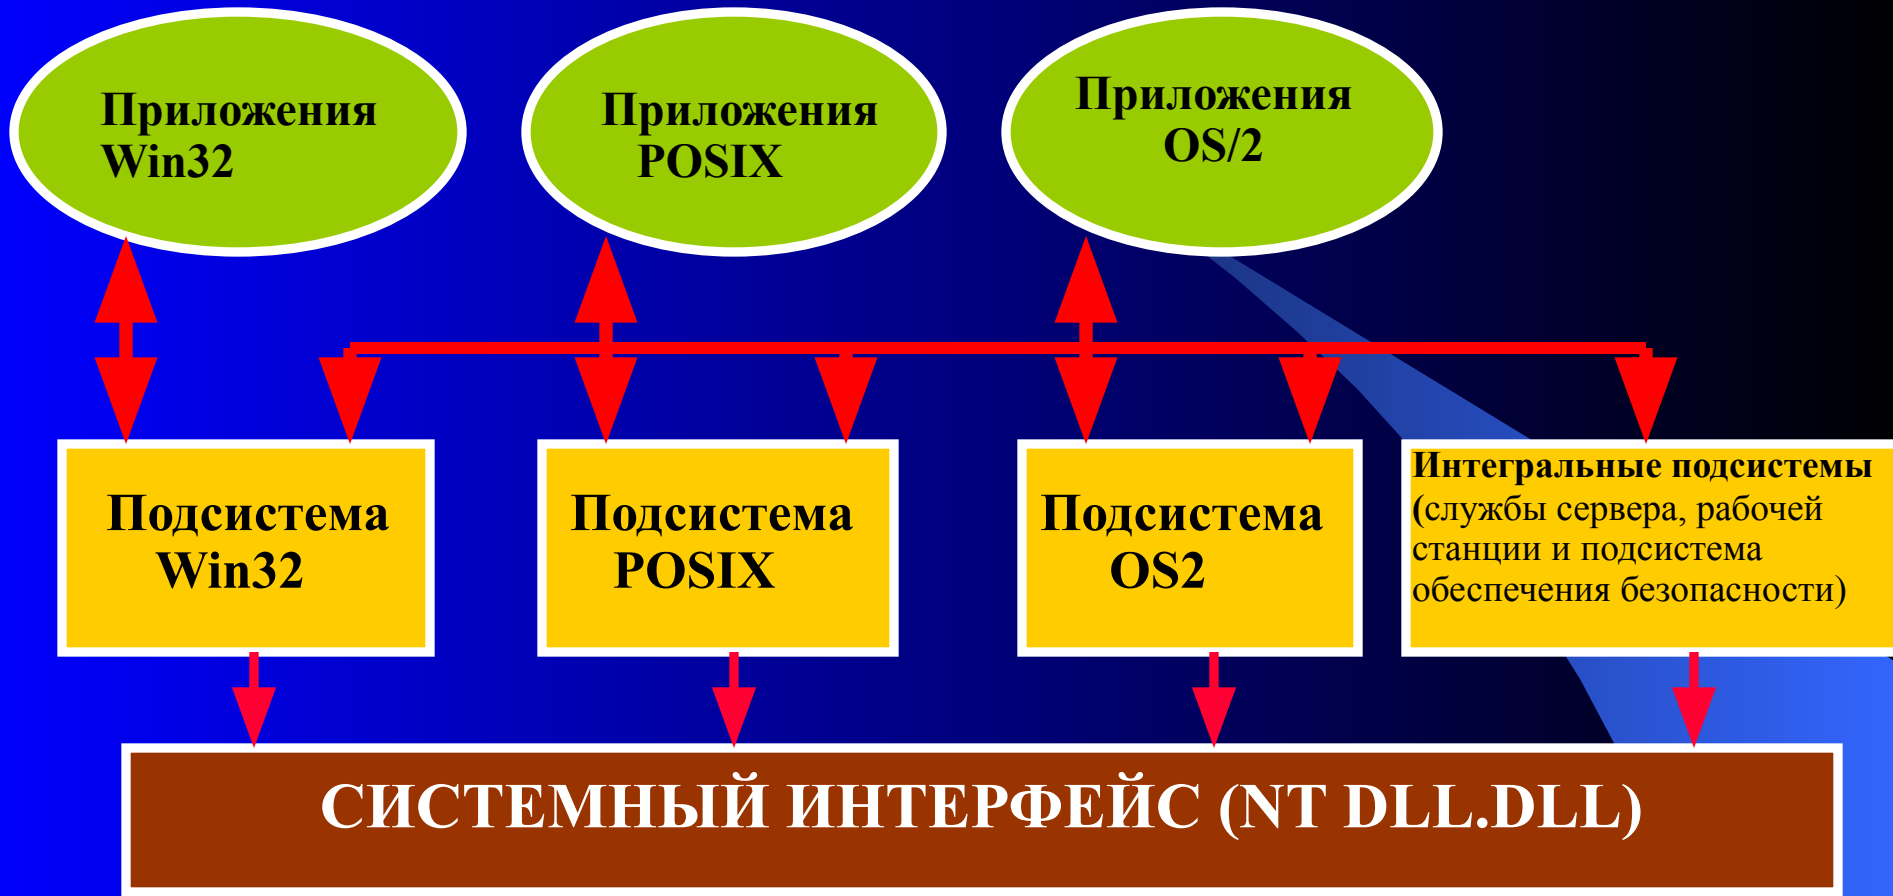 Приложения
Win32
Приложения
POSIX
Приложения
OS/2
Подсистема
Win32
Подсистема
POSIX
Подсистема
OS2
Интегральные подсистемы
(службы сервера, рабочей
станции и подсистема
обеспечения безопасности)
СИСТЕМНЫЙ ИНТЕРФЕЙС (NT DLL.DLL)